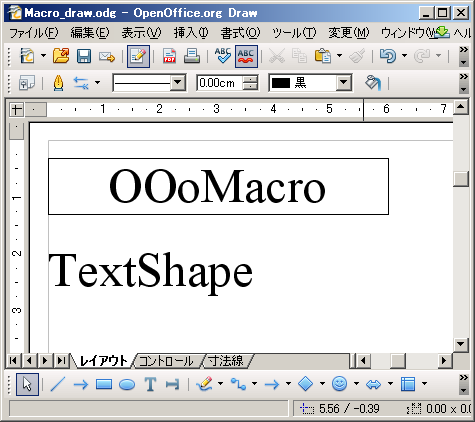 Macro_draw.odg - OpenOffice.org Draw
ファイル(F) 編集(E) 表示(V) 挿入(I) 書式(O) ツール(T) 変更(M) ウィンドウ(W) ヘル
0.00cm 黒
1 2 3 4 5 6 7
1
2
3
OOoMacro
TextShape
レイアウト コントロール 寸法線
5.56 / -0.39 0.00 x 0.0